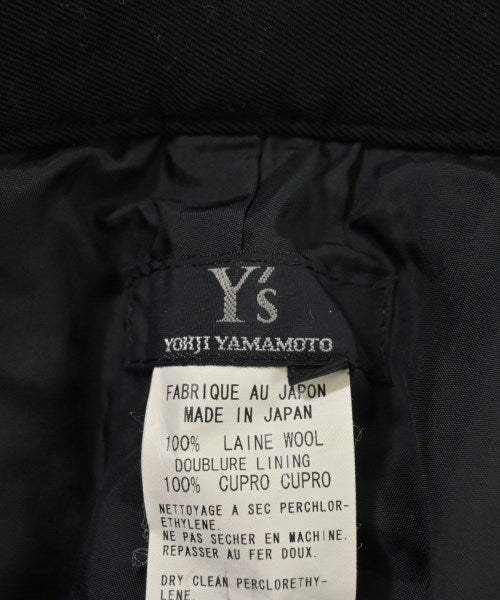 Y's
YOHJI YAMAMOTO
FABRIQUE AU JAPON
MADE IN JAPAN
100% LAINE WOOL
DOUBLURE LINING
100% CUPRO CUPRO
NETTOYAGE A SEC PERCHLOR-
ETHYLENE.
NE PAS SECHER EN MACHINE.
REPASSER AU FER DOUX.
DRY CLEAN PERCLORETHY-
LENE.